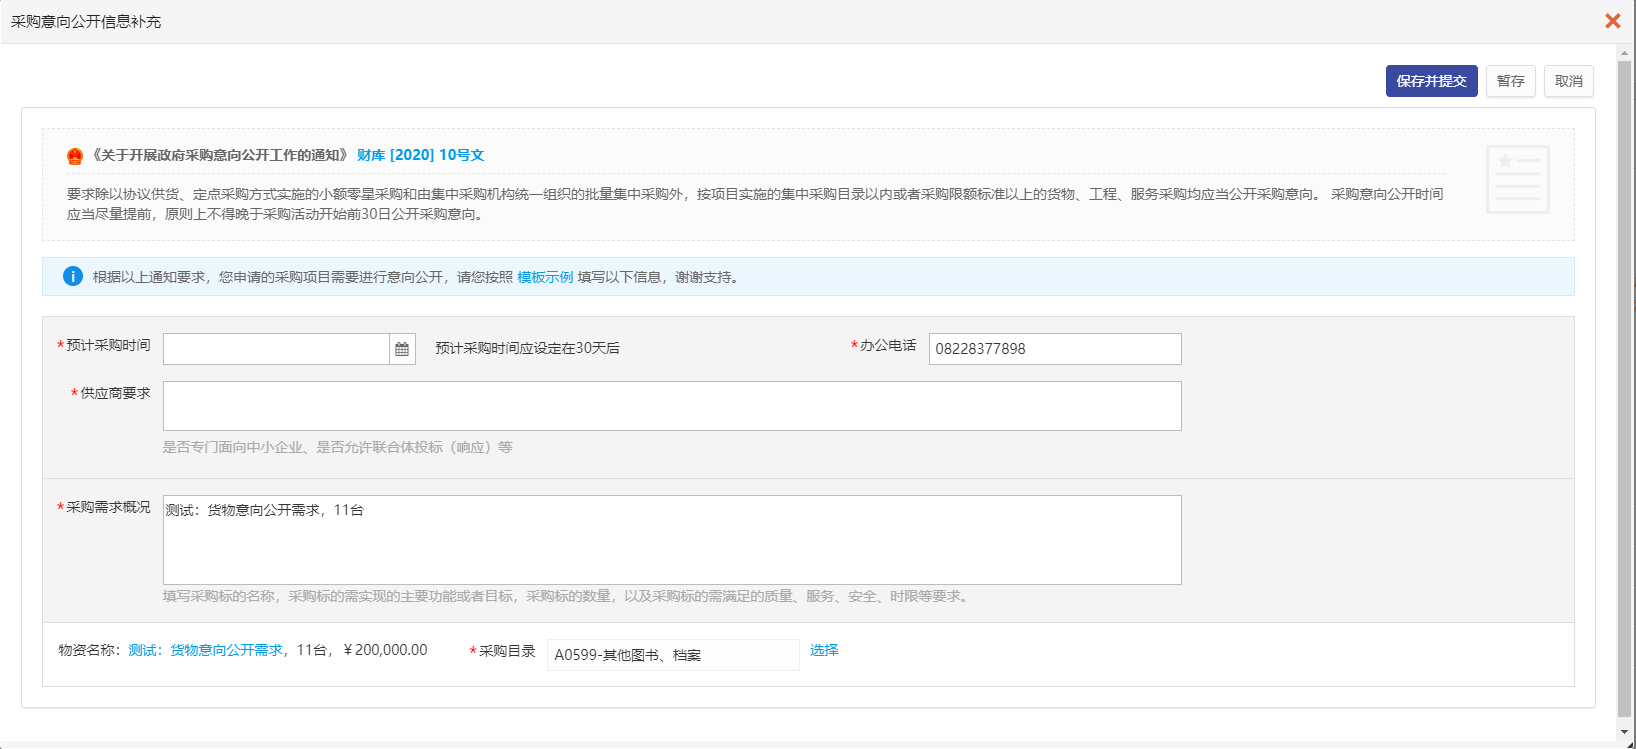 采购意向公开信息补充
保存并提交 暂存 取消
《关于开展政府采购意向公开工作的通知》 财库 [2020] 10号文
要求除以协议供货、定点采购方式实施的小额零星采购和由集中采购机构统一组织的批量集中采购外，按项目实施的集中采购目录以内或者采购限额标准以上的货物、工程、服务采购均应当公开采购意向。 采购意向公开时间
应当尽量提前，原则上不得晚于采购活动开始前30日公开采购意向。
根据以上通知要求，您申请的采购项目需要进行意向公开，请您按照 模板示例 填写以下信息，谢谢支持。
*预计采购时间 预计采购时间应设定在30天后 *办公电话 08228377898
*供应商要求
是否专门面向中小企业、是否允许联合体投标（响应）等
*采购需求概况 测试：货物意向公开需求，11台
填写采购标的名称，采购标的需实现的主要功能或者目标，采购标的数量，以及采购标的需满足的质量、服务、安全、时限等要求。
物资名称：测试：货物意向公开需求，11台，￥200,000.00 *采购目录 A0599-其他图书、档案 选择